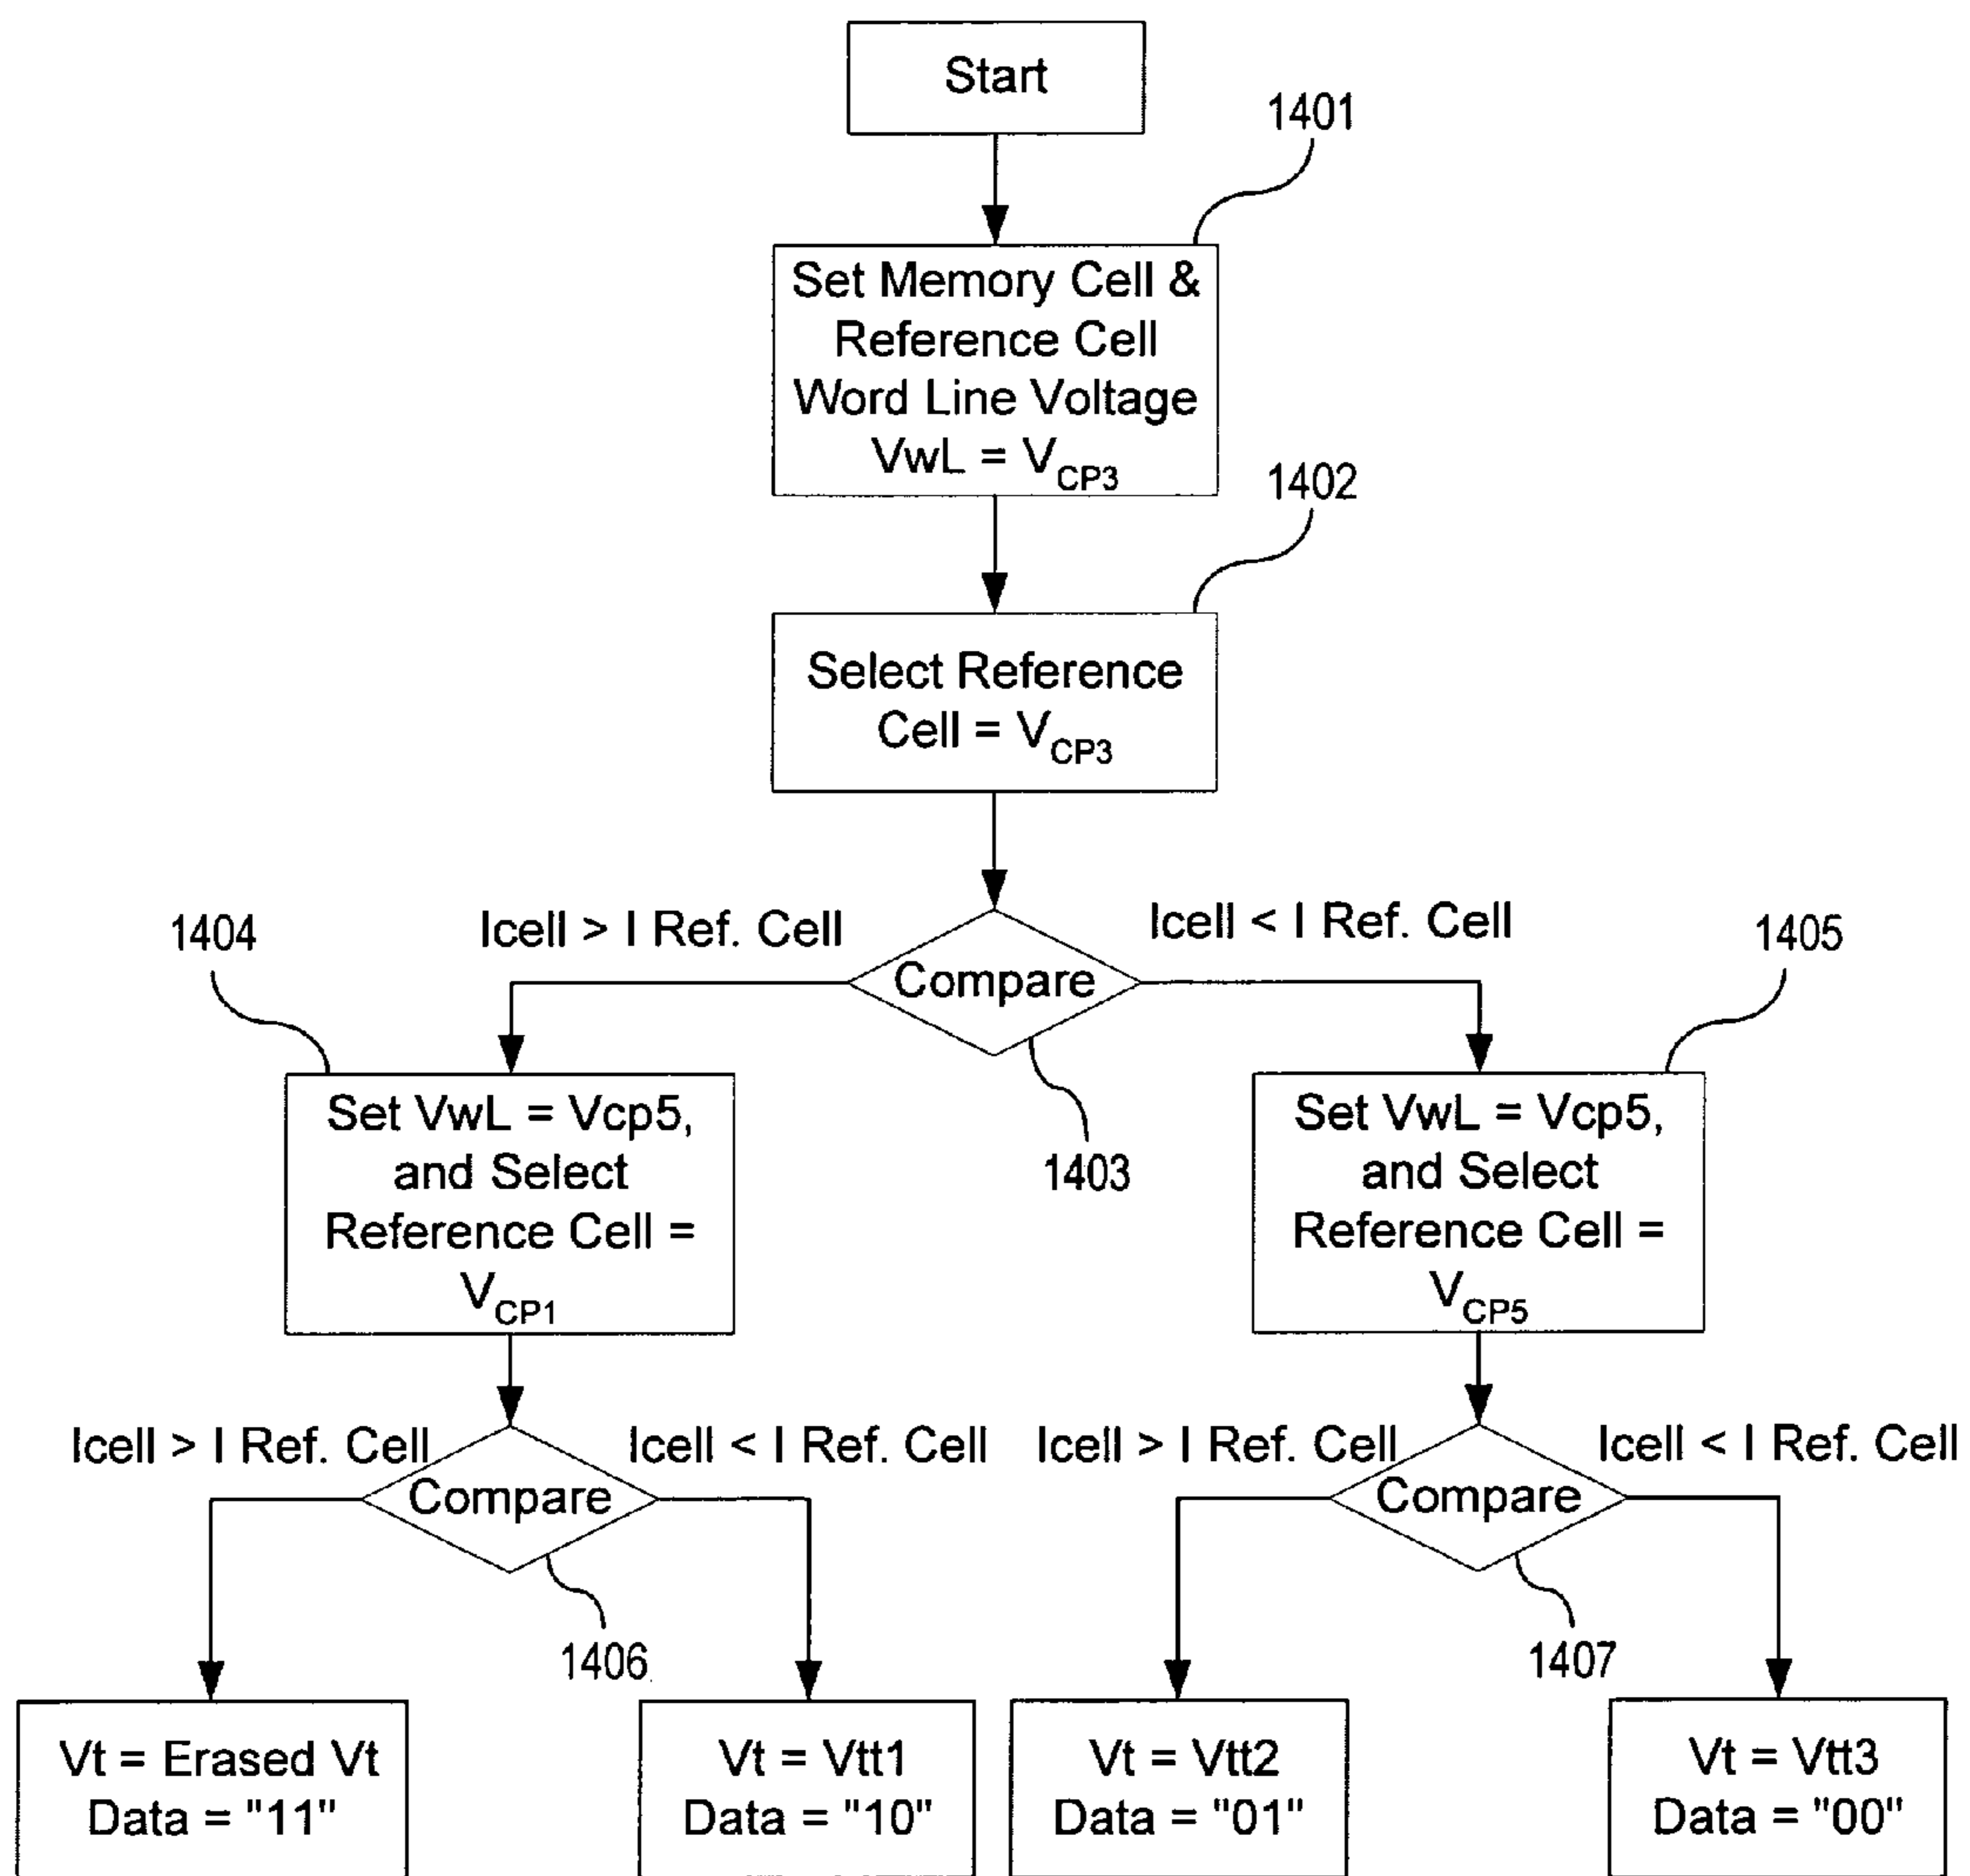 Start
1401
Set Memory Cell &
Reference Cell
Word Line Voltage
VwL = VCP3
1402
Select Reference
Cell = VCP3
1404
Icell > I Ref. Cell
Icell < I Ref. Cell
1405
Compare
1403
Set VwL = Vcp5,
and Select
Reference Cell =
VCP1
Set VwL = Vcp5,
and Select
Reference Cell =
VCP5
Icell > I Ref. Cell
Icell < I Ref. Cell
Icell > I Ref. Cell
Icell < I Ref. Cell
Compare
Compare
1406
1407
Vt = Erased Vt
Data = "11"
Vt = Vtt1
Data = "10"
Vt = Vtt2
Data = "01"
Vt = Vtt3
Data = "00"